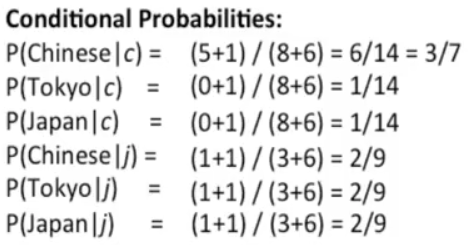 Conditional Probabilities:
P(Chinese|c) = (5+1) / (8+6) = 6/14 = 3/7
P(Tokyo|c) = (0+1) / (8+6) = 1/14
P(Japan|c) = (0+1) / (8+6) = 1/14
P(Chinese|j) = (1+1) / (3+6) = 2/9
P(Tokyo|j) = (1+1) / (3+6) = 2/9
P(Japan|j) = (1+1) / (3+6) = 2/9